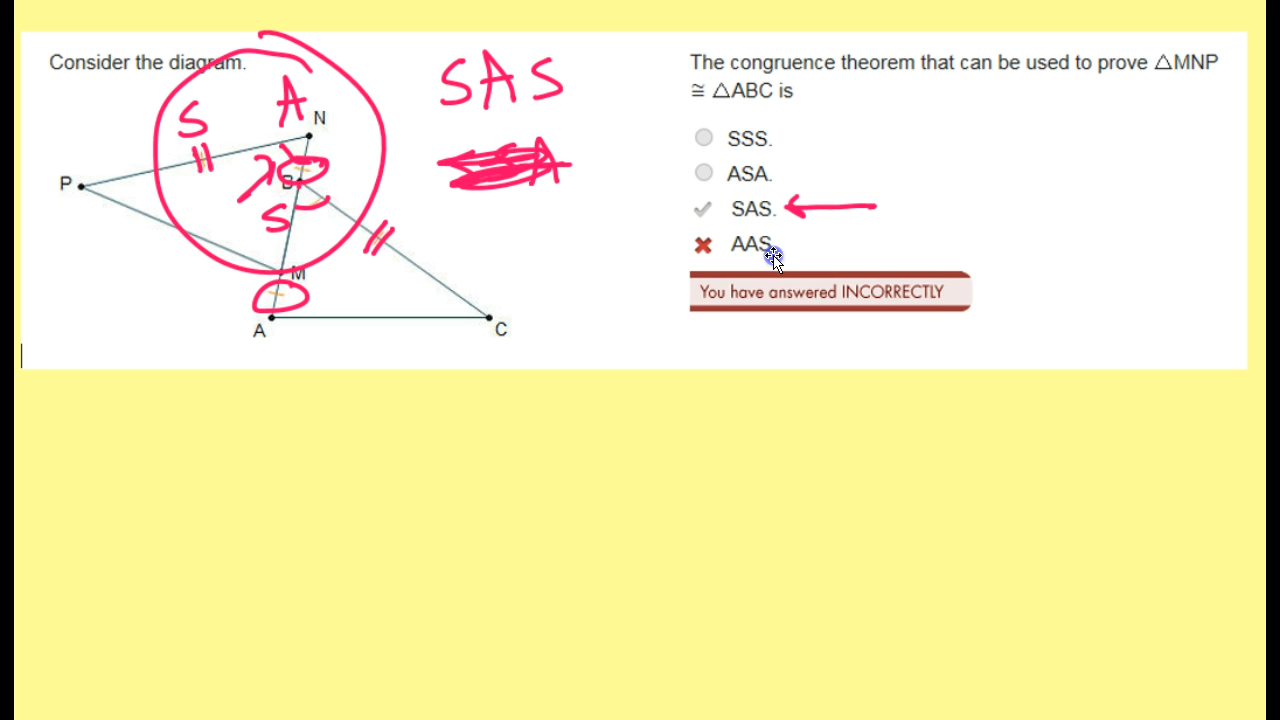 Consider the diagram.
S
A
N
P
B
S
M
A
C
SAS
The congruence theorem that can be used to prove △MNP
≅ △ABC is
SSS.
ASA.
SAS.
AAS.
You have answered INCORRECTLY